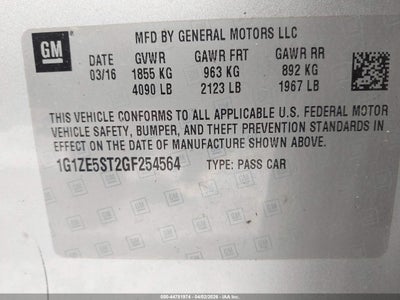 GM
MFD BY GENERAL MOTORS LLC
DATE GVWR GAWR FRT GAWR RR
03/16 1855 KG 963 KG 892 KG
4090 LB 2123 LB 1967 LB
THIS VEHICLE CONFORMS TO ALL APPLICABLE U.S. FEDERAL MOTOR
VEHICLE SAFETY, BUMPER, AND THEFT PREVENTION STANDARDS IN
EFFECT ON THE DATE OF MANUFACTURE SHOWN ABOVE.
1G1ZE5ST2GF254564 TYPE: PASS CAR